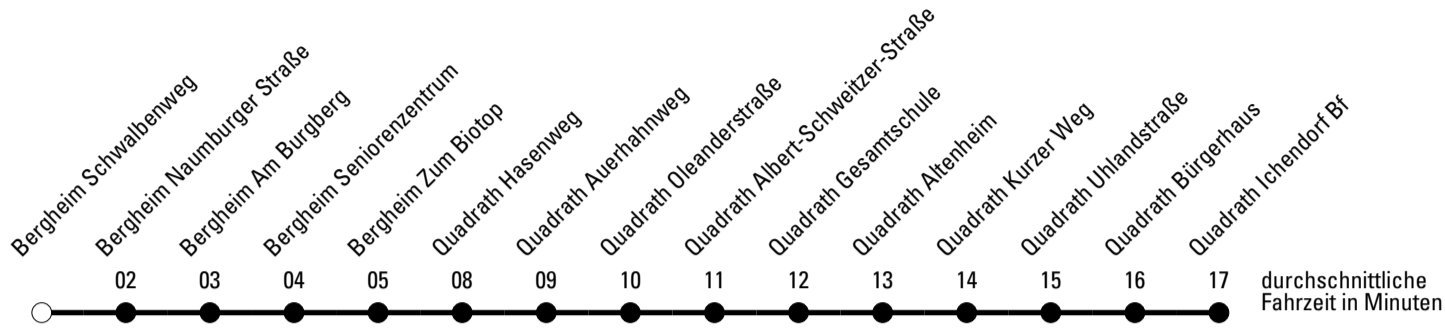 Bergheim Schwalbenweg
Bergheim Naumburger Straße
Bergheim Am Burgberg
Bergheim Seniorenzentrum
Bergheim Zum Biotop
Quadrath Hasenweg
Quadrath Auerhahnweg
Quadrath Oleanderstraße
Quadrath Albert-Schweitzer-Straße
Quadrath Gesamtschule
Quadrath Altenheim
Quadrath Kurzer Weg
Quadrath Uhlandstraße
Quadrath Bürgerhaus
Quadrath Ichendorf Bf
02 03 04 05 08 09 10 11 12 13 14 15 16 17
durchschnittliche
Fahrzeit in Minuten